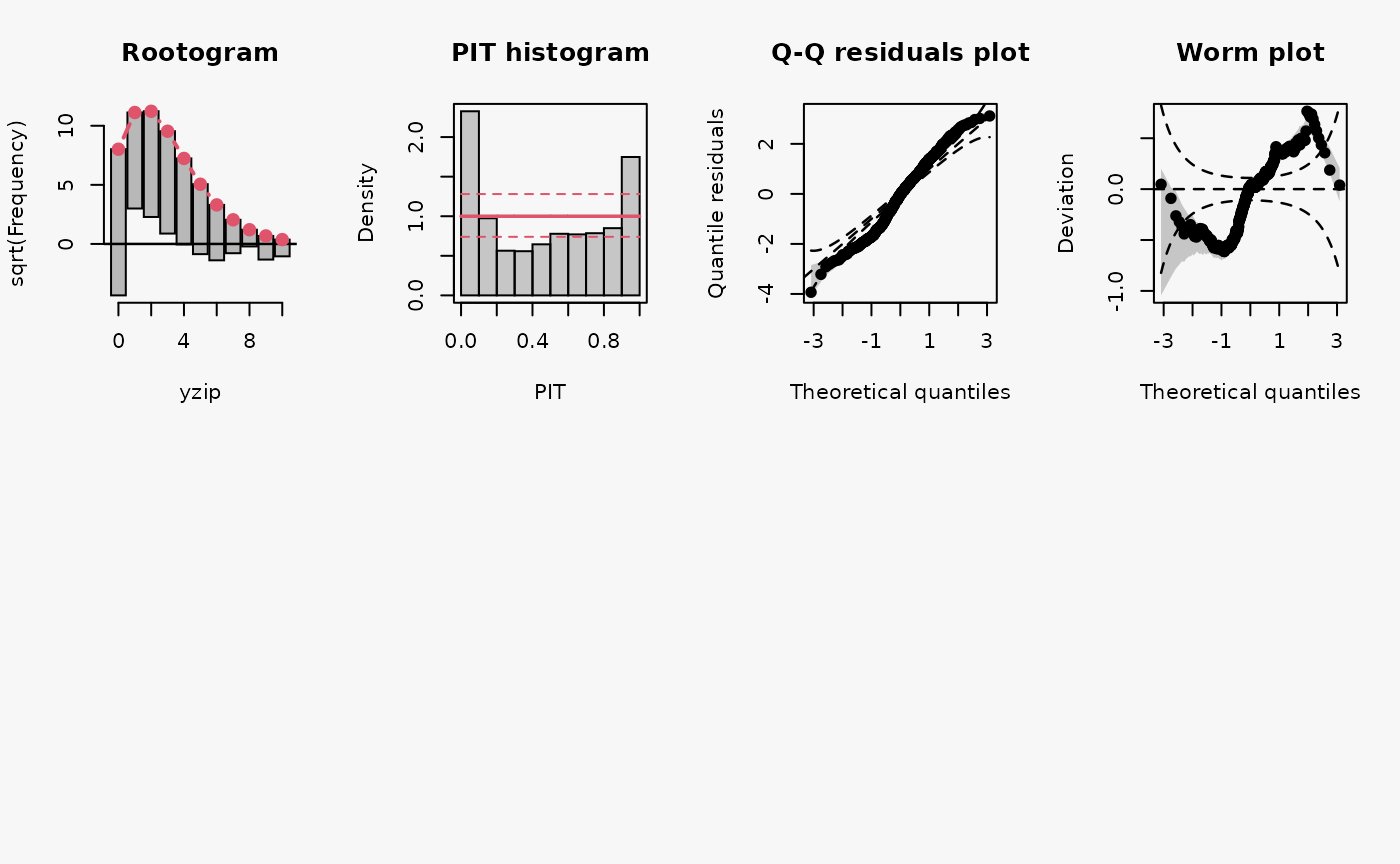 Rootogram
sqrt(Frequency)
10
5
0
0 4 8
yzip
PIT histogram
Density
2.0
1.0
0.0
0.0 0.4 0.8
PIT
Q-Q residuals plot
Quantile residuals
2
0
-2
-4
-3 -1 1 3
Theoretical quantiles
Worm plot
Deviation
0.0
-1.0
-3 -1 1 3
Theoretical quantiles